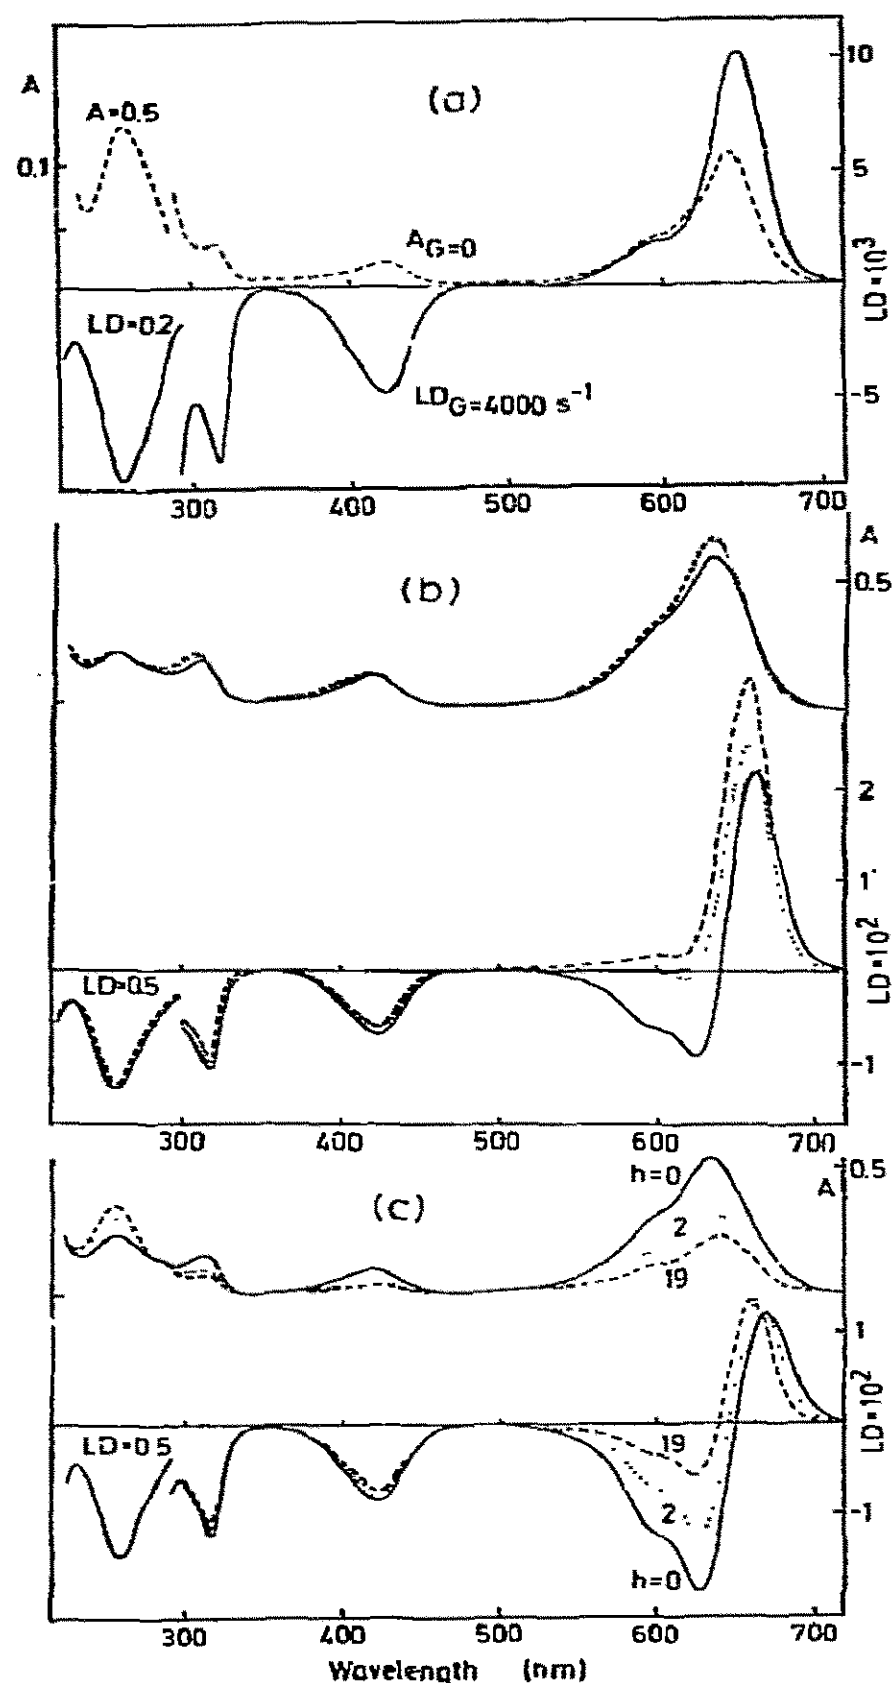 A
(a)
10
A=0.5
0.1
5
A_G=0
LD×10³
LD=0.2
LD_G=4000 s⁻¹
-5
300 400 500 600 700
A
(b)
0.5
2
1
LD×10²
LD=0.5
-1
300 400 500 600 700
h=0
0.5
A
(c)
2
19
1
LD×10²
LD=0.5
19
2
-1
h=0
300 400 500 600 700
Wavelength (nm)